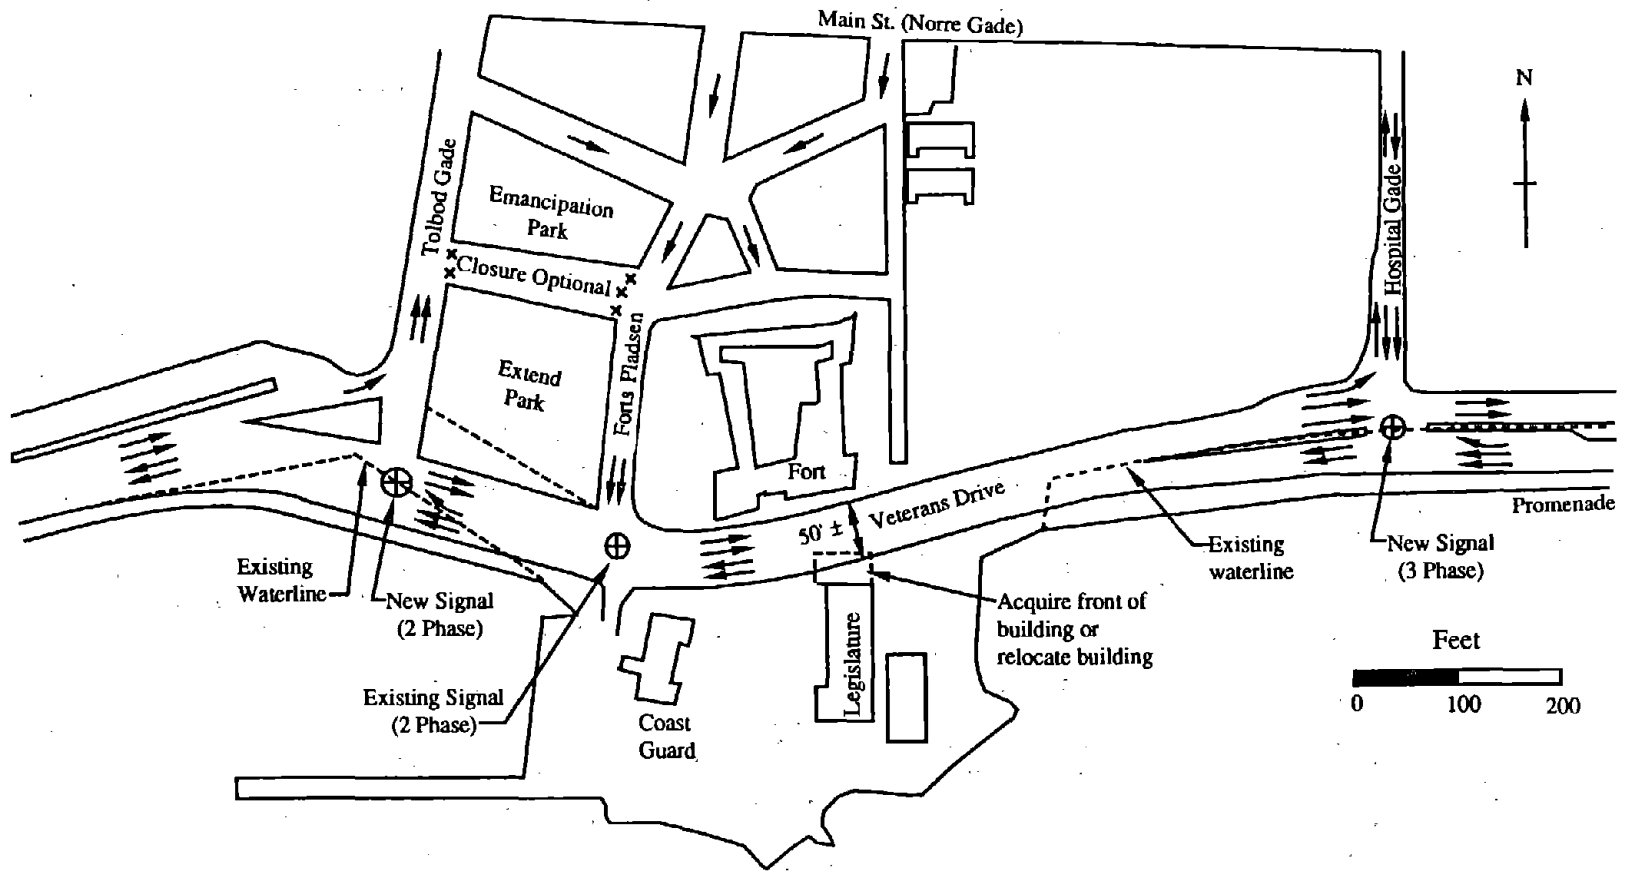 Main St. (Norre Gade)
N
Tolbod Gade
Emancipation
Park
Hospital Gade
Closure Optional
Forts Pladsen
Extend
Park
Fort
Veterans Drive
50' ±
Promenade
Existing
Waterline
New Signal
(2 Phase)
Existing
waterline
New Signal
(3 Phase)
Acquire front of
building or
relocate building
Legislature
Feet
0 100 200
Existing Signal
(2 Phase)
Coast
Guard